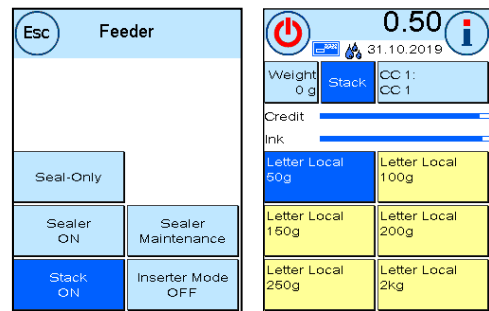 Esc
Feeder
Seal-Only
Sealer
ON
Sealer
Maintenance
Stack
ON
Inserter Mode
OFF
0.50
i
31.10.2019
Weight
0 g
Stack
CC 1:
CC 1
Credit
Ink
Letter Local
50g
Letter Local
100g
Letter Local
150g
Letter Local
200g
Letter Local
250g
Letter Local
2kg